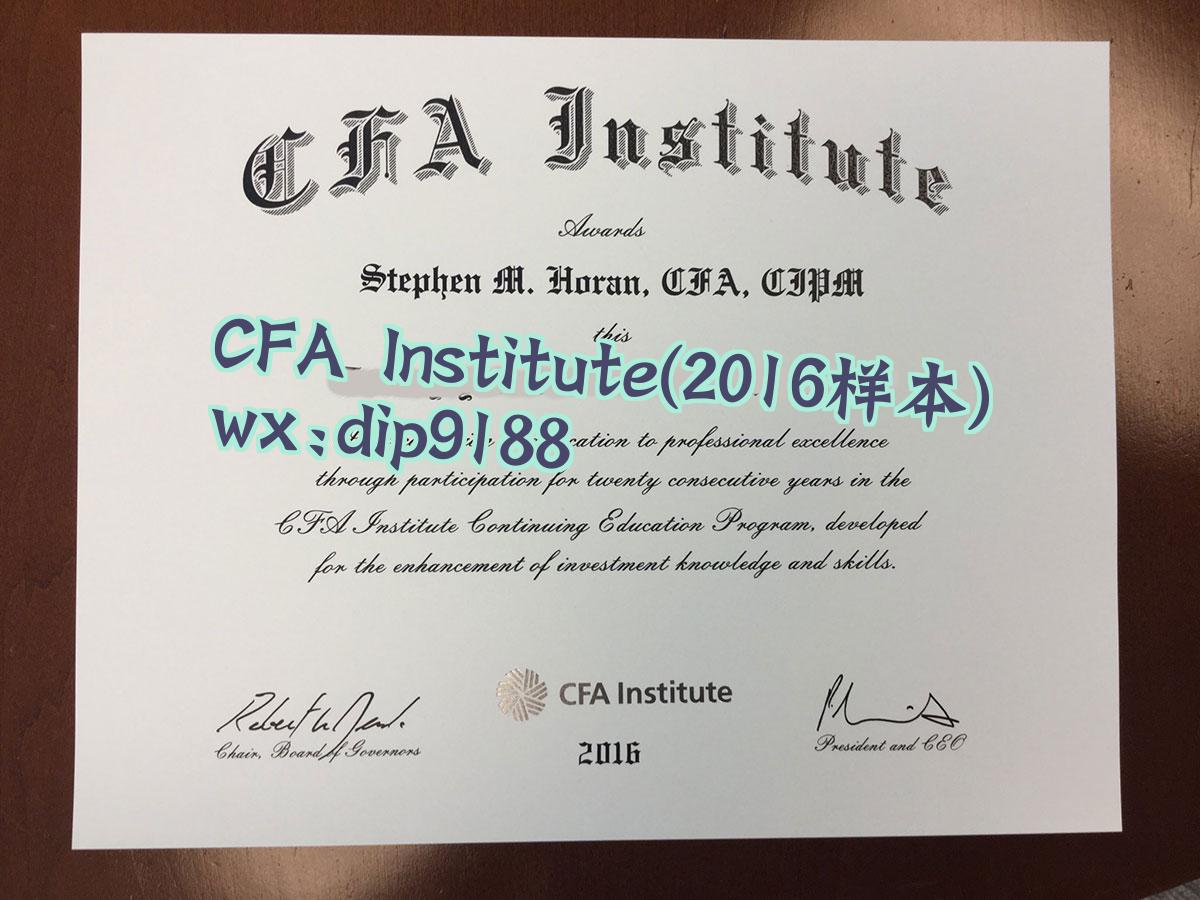 CFA Institute
Awards
Stephen M. Horan, CFA, CIPM
this
CFA Institute(2016样本)
wx:dip9188
to professional excellence
through participation for twenty consecutive years in the
CFA Institute Continuing Education Program, developed
for the enhancement of investment knowledge and skills.
CFA Institute
2016
Chair, Board of Governors
President and CEO